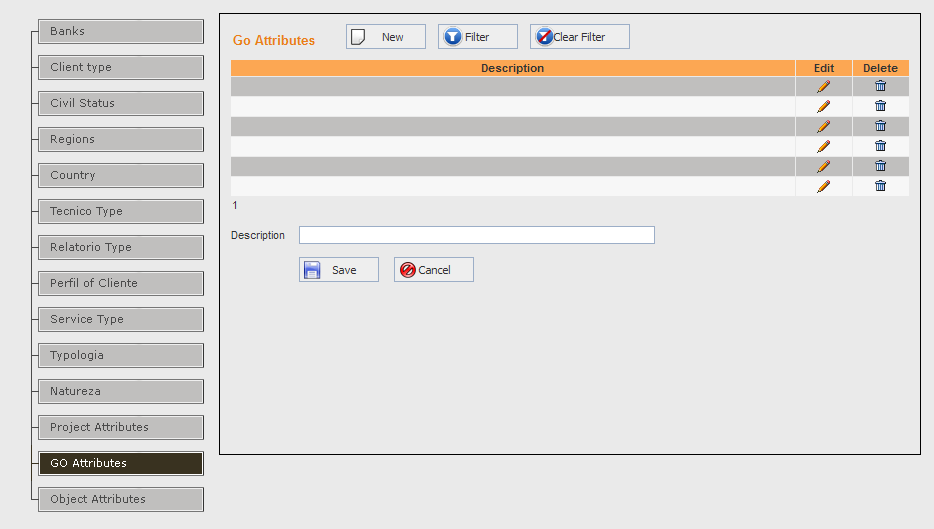 Banks
Client type
Civil Status
Regions
Country
Tecnico Type
Relatorio Type
Perfil of Cliente
Service Type
Typologia
Natureza
Project Attributes
GO Attributes
Object Attributes
Go Attributes New Filter Clear Filter
Description Edit Delete
1
Description
Save Cancel